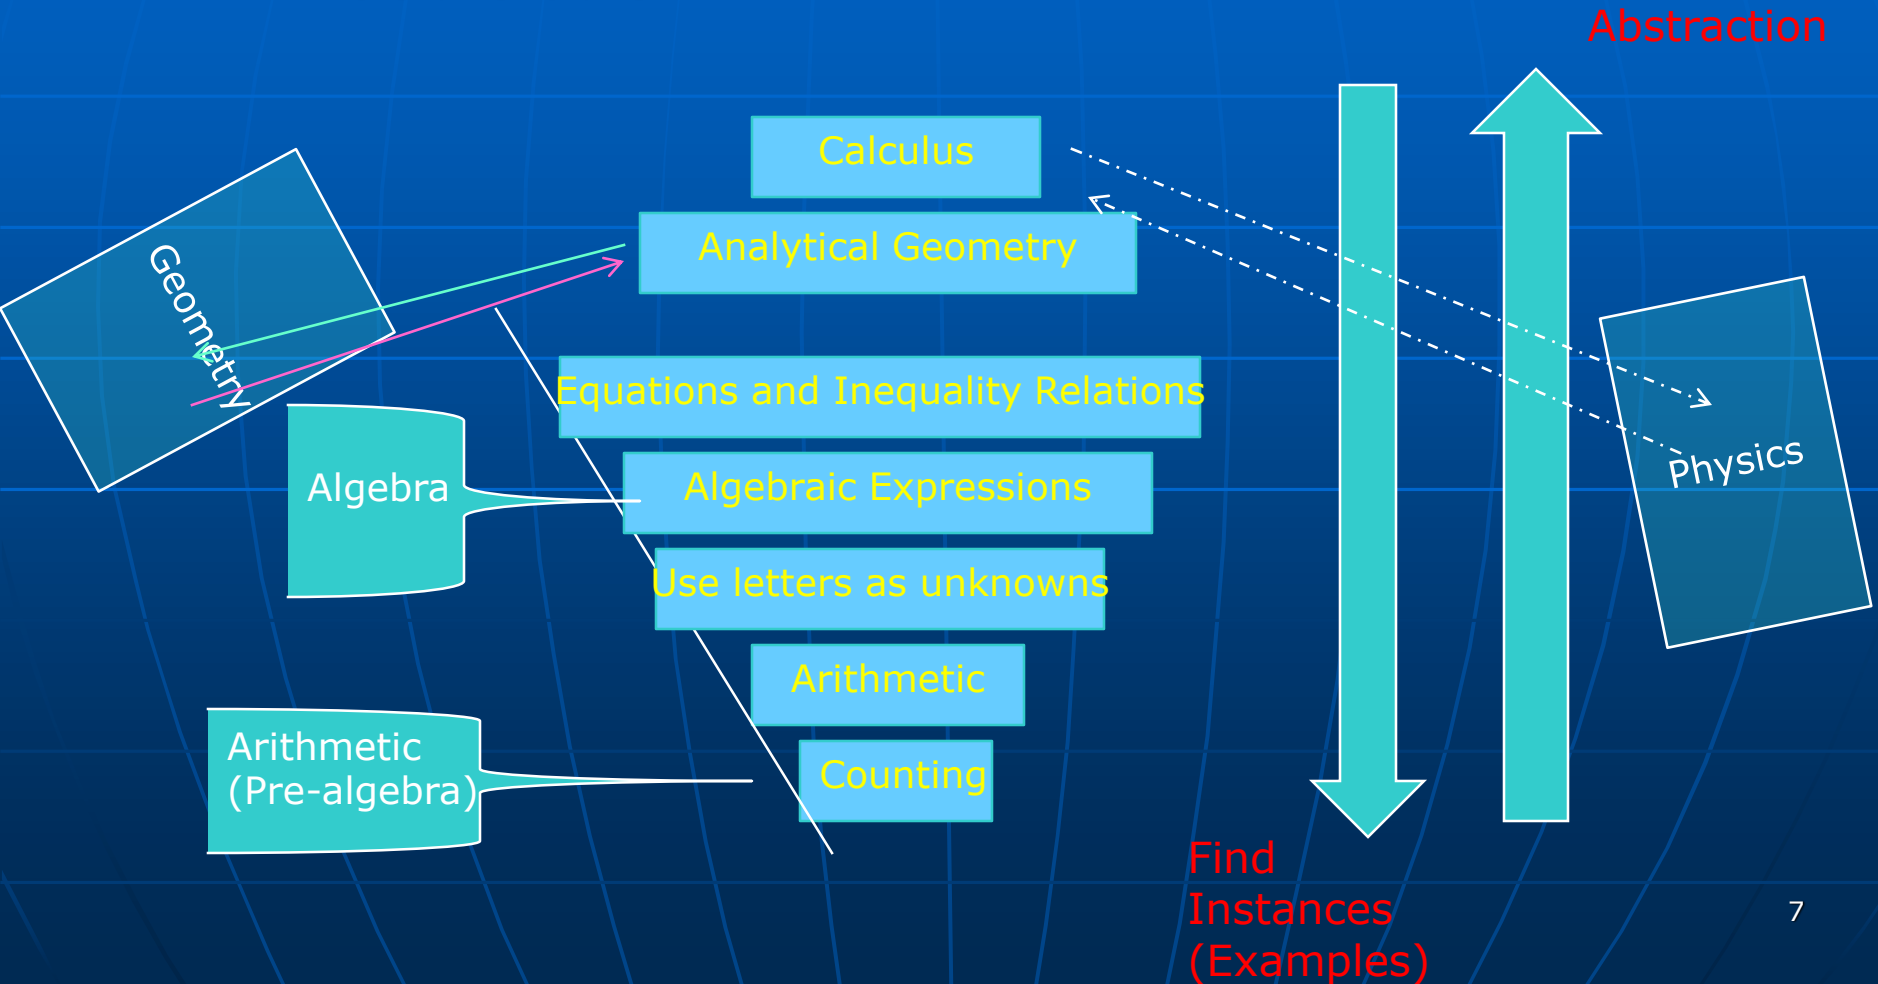 Abstraction
Calculus
Analytical Geometry
Geometry
Equations and Inequality Relations
Algebra
Algebraic Expressions
Physics
Use letters as unknowns
Arithmetic
Arithmetic
(Pre-algebra)
Counting
Find
Instances
(Examples)
7